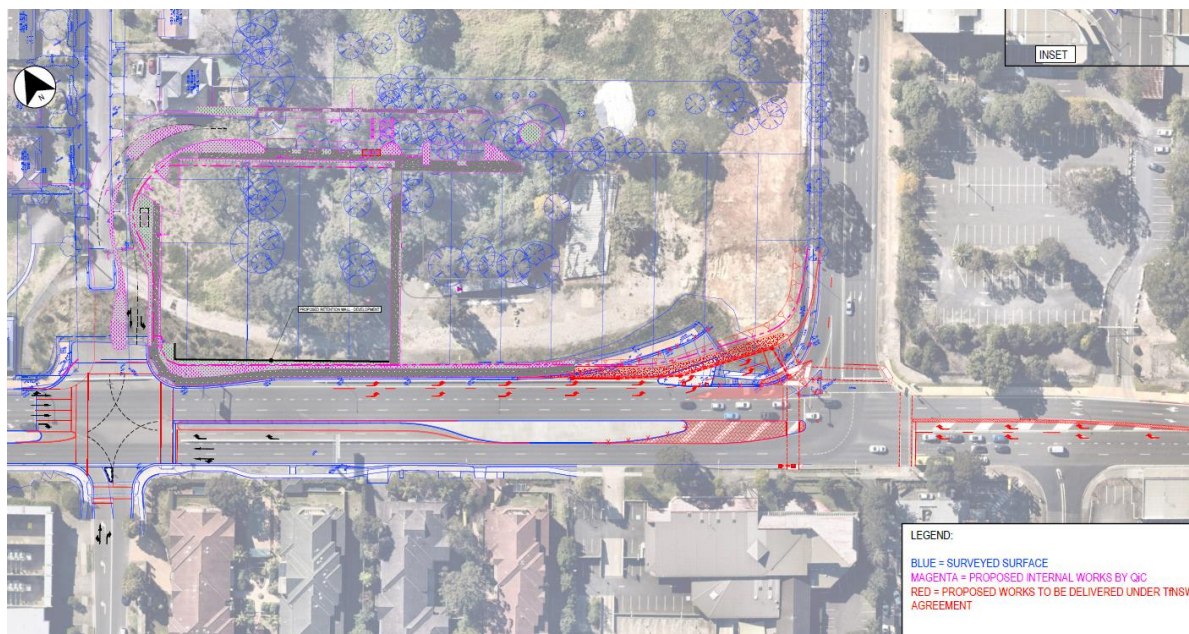 INSET
N
PROPOSED RETENTION WALL - DEVELOPMENT
P
LEGEND:
BLUE = SURVEYED SURFACE
MAGENTA = PROPOSED INTERNAL WORKS BY QiC
RED = PROPOSED WORKS TO BE DELIVERED UNDER TfNSW
AGREEMENT